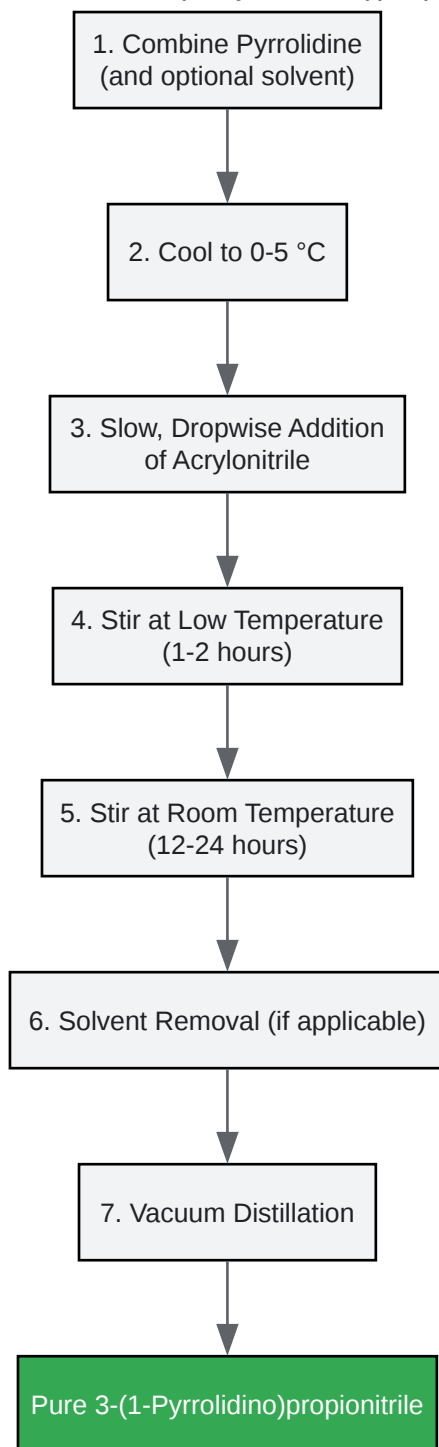 1. Combine Pyrrolidine
(and optional solvent)
2. Cool to 0-5 °C
3. Slow, Dropwise Addition
of Acrylonitrile
4. Stir at Low Temperature
(1-2 hours)
5. Stir at Room Temperature
(12-24 hours)
6. Solvent Removal (if applicable)
7. Vacuum Distillation
Pure 3-(1-Pyrrolidino)propionitrile